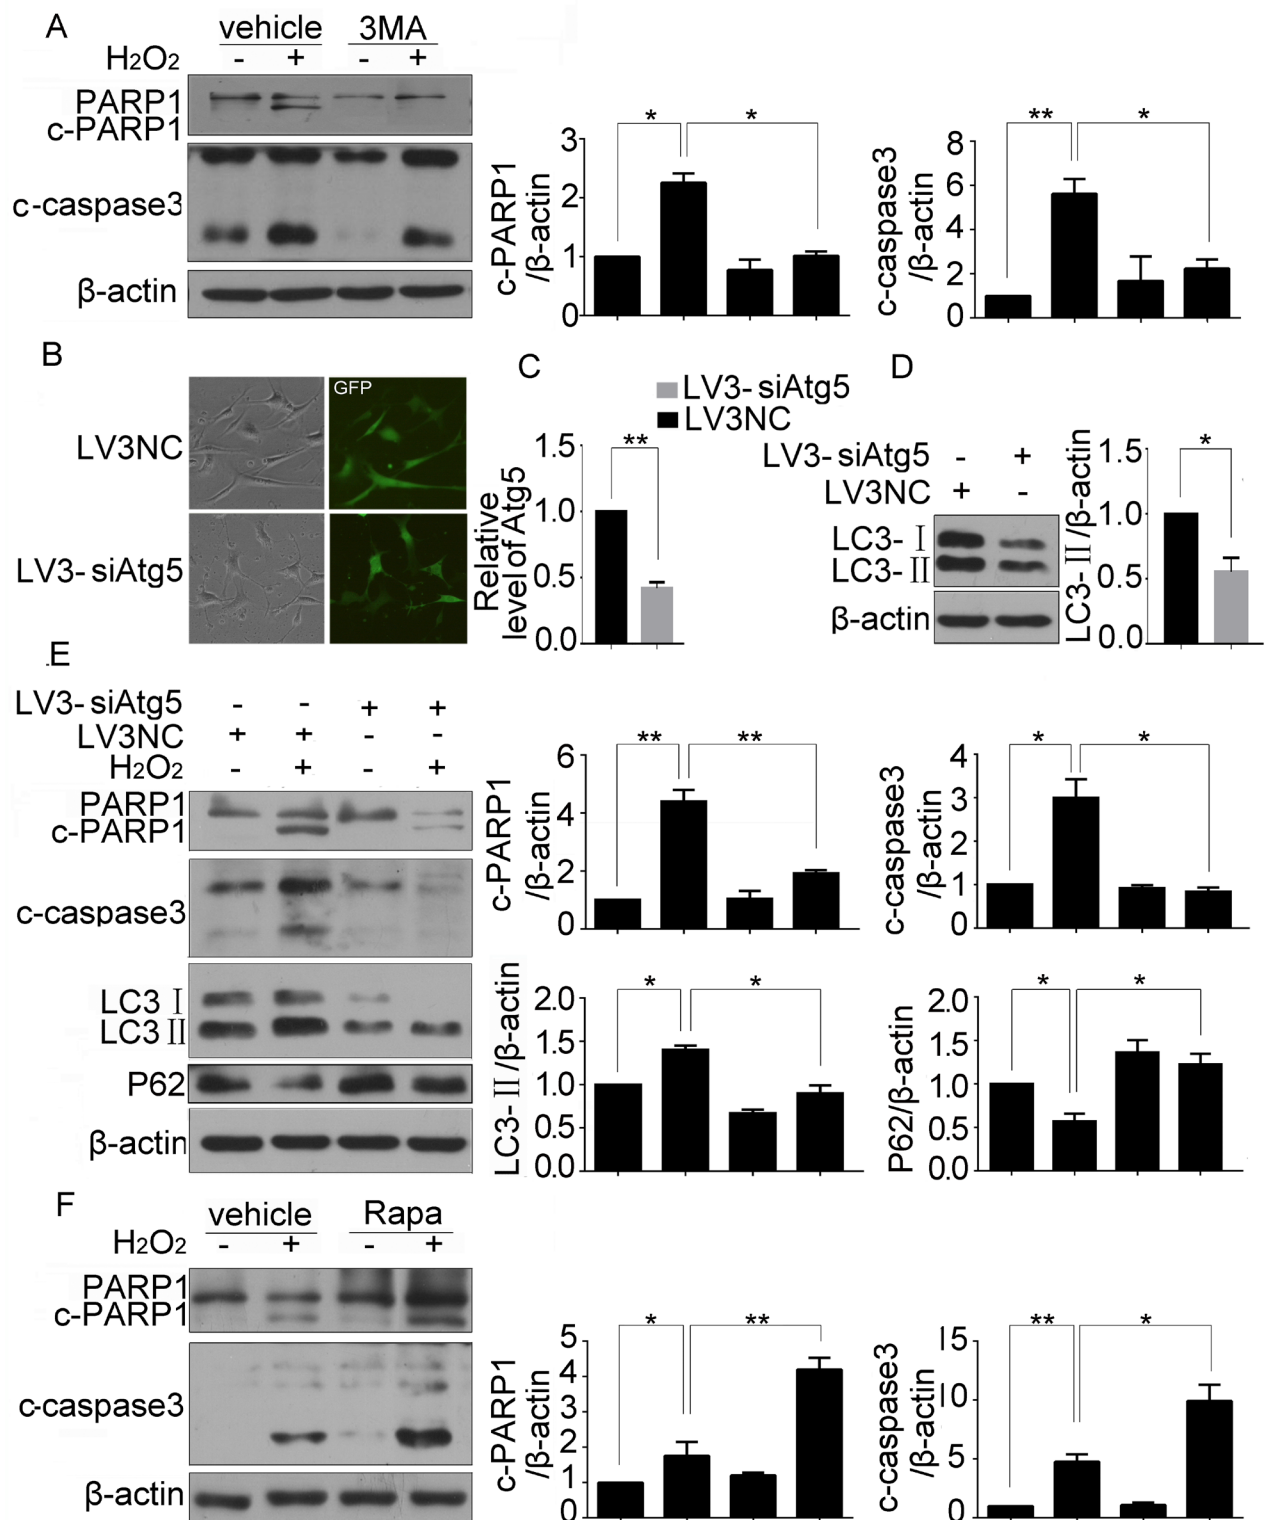 A
vehicle 3MA
H2O2 - + - +
PARP1
c-PARP1
c-caspase3
β-actin
c-PARP1
/β-actin
3
2
1
0
* *
c-caspase3
/β-actin
8
6
4
2
0
** *
B
GFP
LV3NC
LV3-siAtg5
C
LV3-siAtg5
LV3NC
Relative
level of Atg5
1.5
1.0
0.5
0.0
**
D
LV3-siAtg5 - +
LV3NC + -
LC3-Ⅰ
LC3-Ⅱ
β-actin
LC3-Ⅱ/β-actin
1.5
1.0
0.5
0.0
*
E
LV3-siAtg5 - - + +
LV3NC + + - -
H2O2 - + - +
PARP1
c-PARP1
c-caspase3
LC3 Ⅰ
LC3 Ⅱ
P62
β-actin
c-PARP1
/β-actin
6
4
2
0
** **
c-caspase3
/β-actin
4
3
2
1
0
* *
LC3-Ⅱ/β-actin
2.0
1.5
1.0
0.5
0.0
* *
P62/β-actin
2.0
1.5
1.0
0.5
0.0
* *
F
vehicle Rapa
H2O2 - + - +
PARP1
c-PARP1
c-caspase3
β-actin
c-PARP1
/β-actin
5
4
3
2
1
0
* **
c-caspase3
/β-actin
15
10
5
0
** *